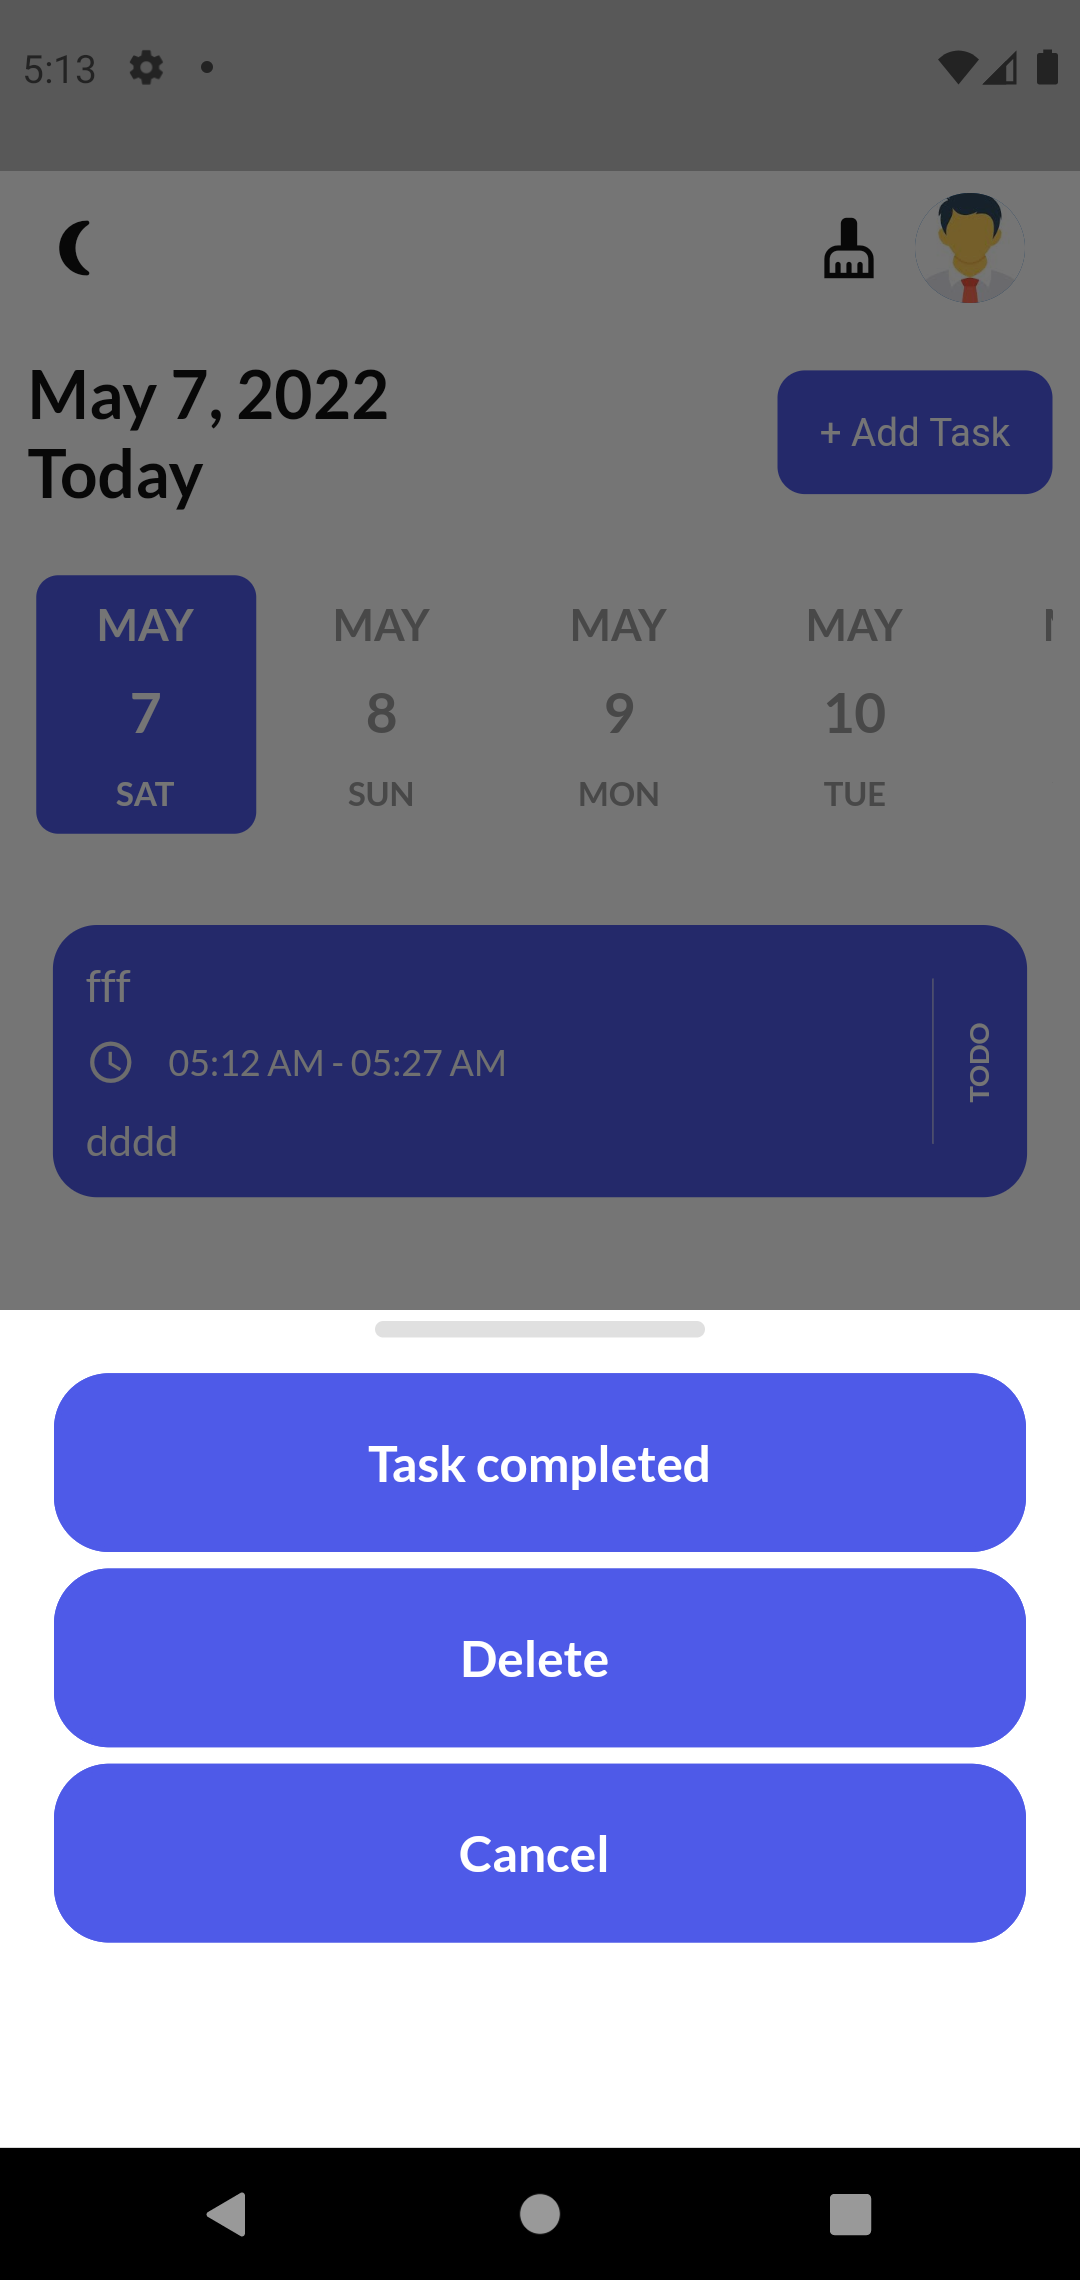 5:13
May 7, 2022
Today
+ Add Task
MAY
7
SAT
MAY
8
SUN
MAY
9
MON
MAY
10
TUE
fff
05:12 AM - 05:27 AM
dddd
TODO
Task completed
Delete
Cancel